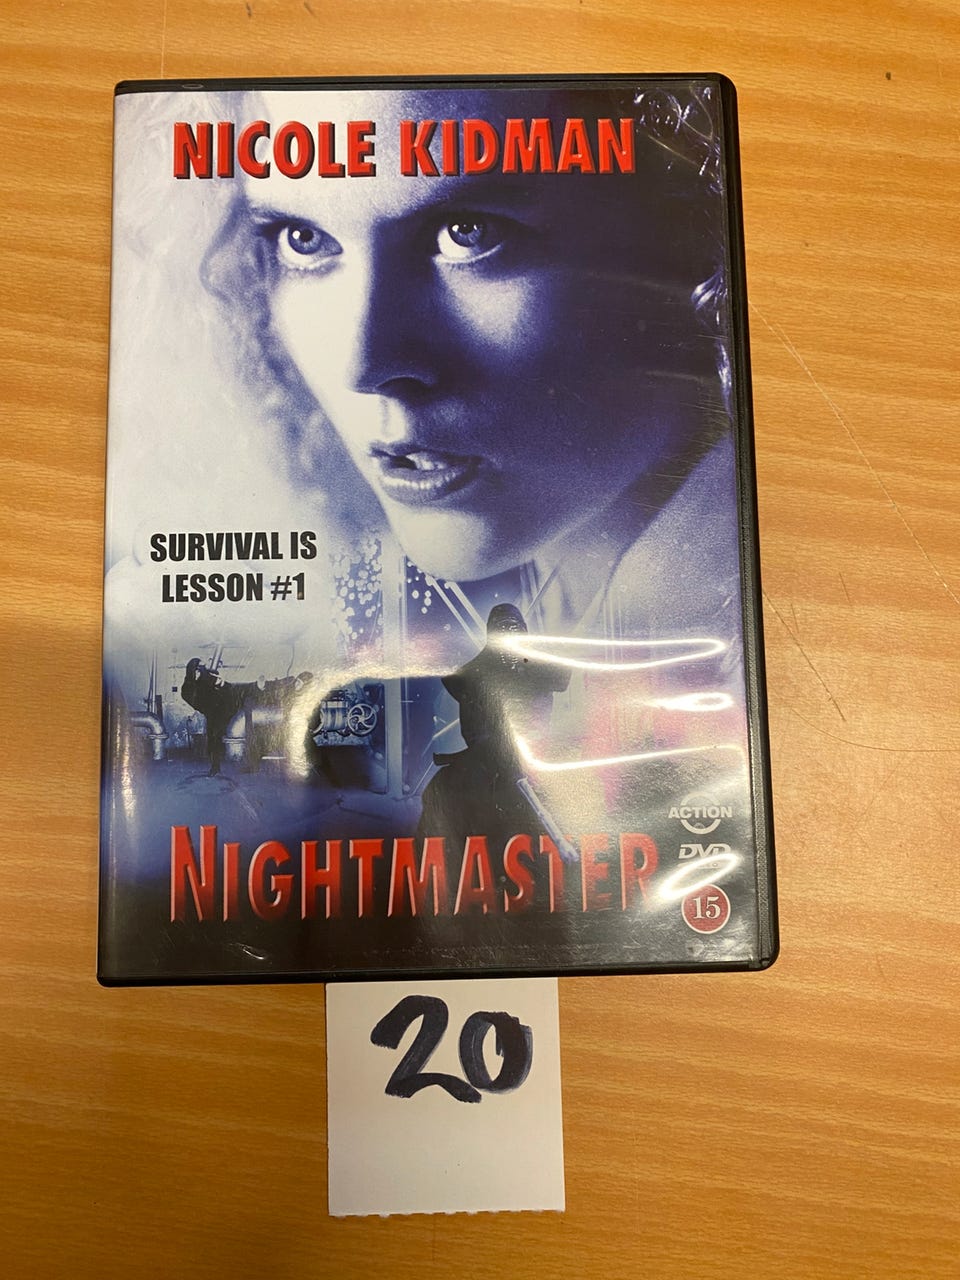 NICOLE KIDMAN
SURVIVAL IS
LESSON #1
NIGHTMASTER
ACTION
DVD
15
20